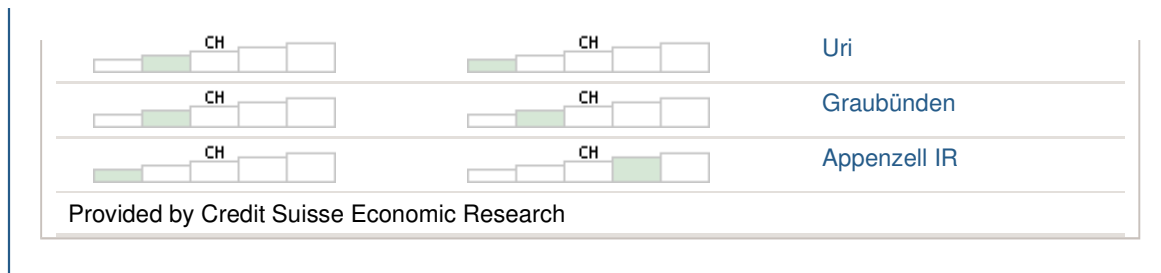 CH CH Uri
CH CH Graubünden
CH CH Appenzell IR
Provided by Credit Suisse Economic Research